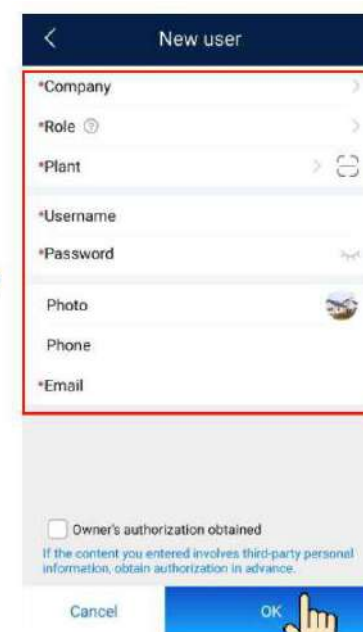 New user
*Company
*Role
*Plant
*Username
*Password
Photo
Phone
*Email
Owner's authorization obtained
If the content you entered involves third-party personal
information, obtain authorization in advance.
Cancel
OK